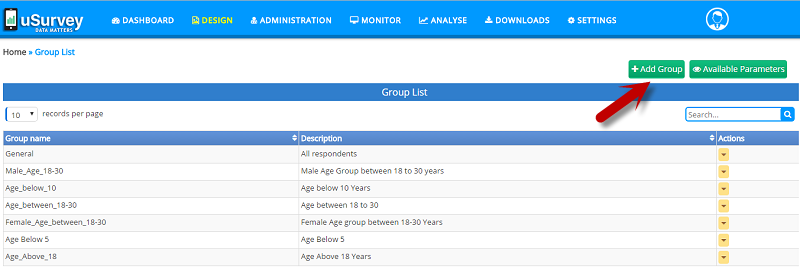 uSurvey DASHBOARD DESIGN ADMINISTRATION MONITOR ANALYSE DOWNLOADS SETTINGS
DATA MATTERS
Home » Group List
+ Add Group Available Parameters
Group List
10 records per page Search...
Group name Description Actions
General All respondents
Male_Age_18-30 Male Age Group between 18 to 30 years
Age_below_10 Age below 10 Years
Age_between_18-30 Age between 18 to 30
Female_Age_between_18-30 Female Age group between 18-30 Years
Age Below 5 Age Below 5
Age_Above_18 Age Above 18 Years